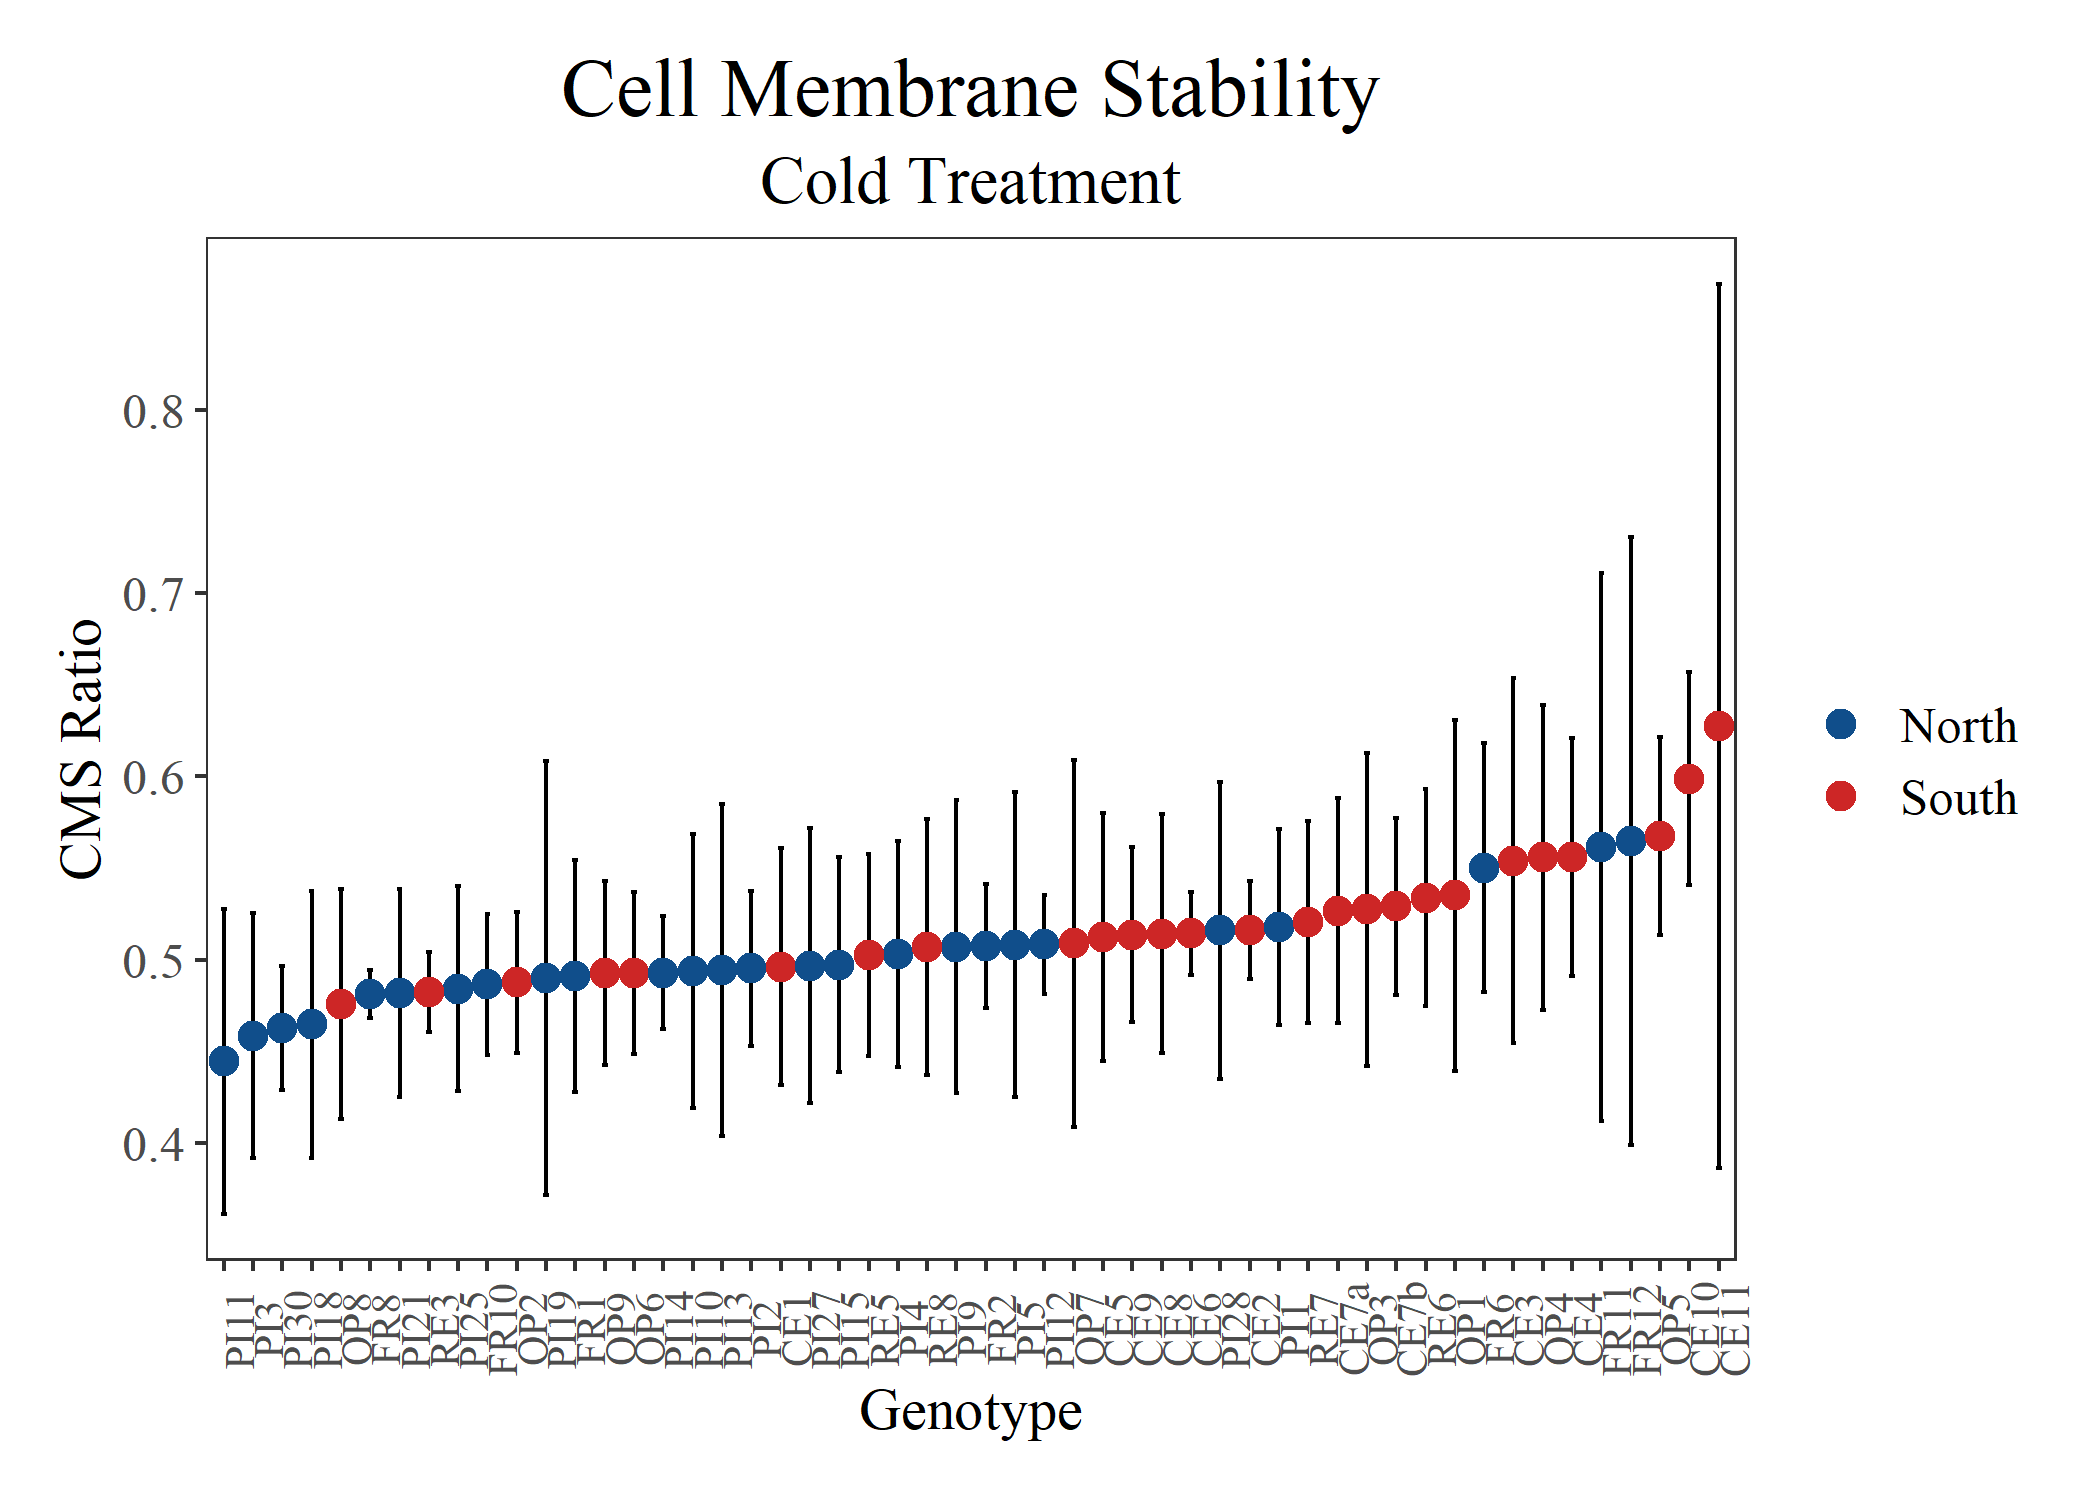 Cell Membrane Stability
Cold Treatment
CMS Ratio
0.8
0.7
0.6
0.5
0.4
PI11
PI3
PI30
PI18
OP8
FR8
PI21
RE3
PI25
FR10
OP2
PI19
FR1
OP9
OP6
PI14
PI10
PI13
PI2
CE1
PI27
PI15
RE5
PI4
RE8
PI9
FR2
PI5
PI12
OP7
CE5
CE9
CE8
CE6
PI28
CE2
PI1
RE7
CE7a
OP3
CE7b
RE6
OP1
FR6
CE3
OP4
CE4
FR11
FR12
OP5
CE10
CE11
Genotype
North
South